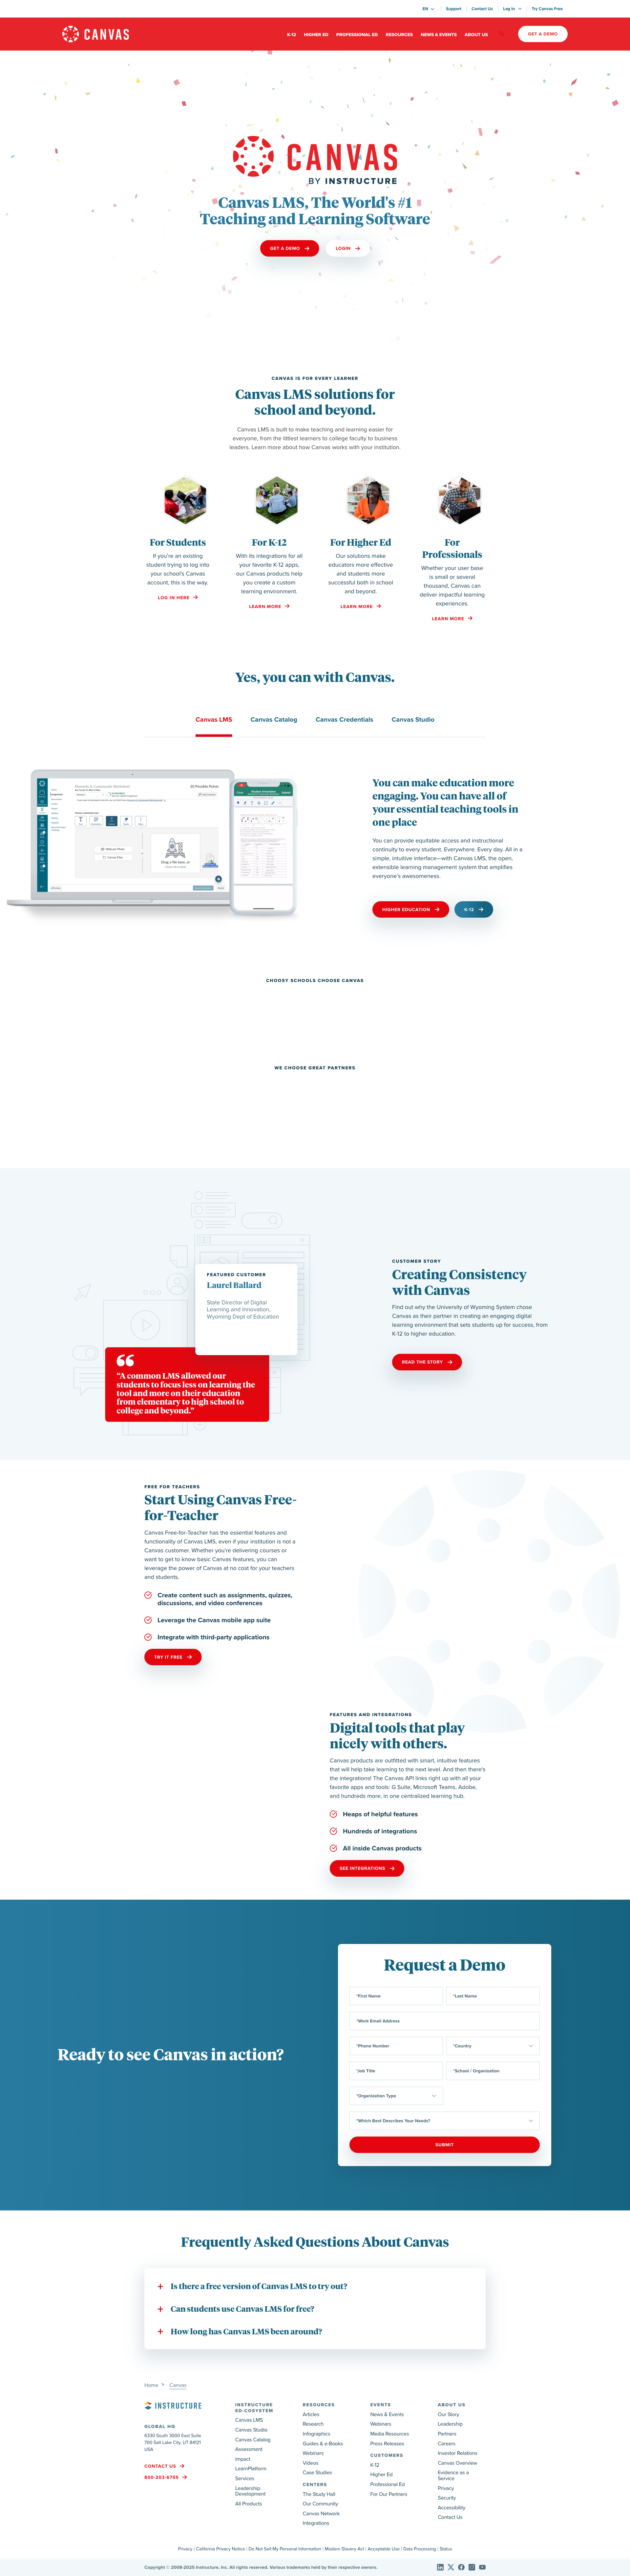 EN
Support
Contact Us
Log In
Try Canvas Free
CANVAS
K-12
HIGHER ED
PROFESSIONAL ED
RESOURCES
NEWS & EVENTS
ABOUT US
GET A DEMO
CANVAS
BY INSTRUCTURE
Canvas LMS, The World's #1
Teaching and Learning Software
GET A DEMO
LOGIN
CANVAS IS FOR EVERY LEARNER
Canvas LMS solutions for
school and beyond.
Canvas LMS is built to make teaching and learning easier for
everyone, from the littlest learners to college faculty to business
leaders. Learn more about how Canvas works with your institution.
For Students
If you're an existing
student trying to log into
your school's Canvas
account, this is the way.
LOG IN HERE
For K-12
With its integrations for all
your favorite K-12 apps,
our Canvas products help
you create a custom
learning environment.
LEARN MORE
For Higher Ed
Our solutions make
educators more effective
and students more
successful both in school
and beyond.
LEARN MORE
For
Professionals
Whether your user base
is small or several
thousand, Canvas can
deliver impactful learning
experiences.
LEARN MORE
Yes, you can with Canvas.
Canvas LMS
Canvas Catalog
Canvas Credentials
Canvas Studio
You can make education more
engaging. You can have all of
your essential teaching tools in
one place
You can provide equitable access and instructional
continuity to every student. Everywhere. Every day. All in a
simple, intuitive interface—with Canvas LMS, the open,
extensible learning management system that amplifies
everyone's awesomeness.
HIGHER EDUCATION
K-12
CHOOSY SCHOOLS CHOOSE CANVAS
WE CHOOSE GREAT PARTNERS
FEATURED CUSTOMER
Laurel Ballard
State Director of Digital
Learning and Innovation,
Wyoming Dept of Education
"A common LMS allowed our
students to focus less on learning the
tool and more on their education
from elementary to high school to
college and beyond."
CUSTOMER STORY
Creating Consistency
with Canvas
Find out why the University of Wyoming System chose
Canvas as their partner in creating an engaging digital
learning environment that sets students up for success, from
K-12 to higher education.
READ THE STORY
FREE FOR TEACHERS
Start Using Canvas Free-
for-Teacher
Canvas Free-for-Teacher has the essential features and
functionality of Canvas LMS, even if your institution is not a
Canvas customer. Whether you're delivering courses or
want to get to know basic Canvas features, you can
leverage the power of Canvas at no cost for your teachers
and students.
Create content such as assignments, quizzes,
discussions, and video conferences
Leverage the Canvas mobile app suite
Integrate with third-party applications
TRY IT FREE
FEATURES AND INTEGRATIONS
Digital tools that play
nicely with others.
Canvas products are outfitted with smart, intuitive features
that will help take learning to the next level. And then there's
the integrations! The Canvas API links right up with all your
favorite apps and tools: G Suite, Microsoft Teams, Adobe,
and hundreds more, in one centralized learning hub.
Heaps of helpful features
Hundreds of integrations
All inside Canvas products
SEE INTEGRATIONS
Ready to see Canvas in action?
Request a Demo
*First Name
*Last Name
*Work Email Address
*Phone Number
*Country
*Job Title
*School / Organization
*Organization Type
*Which Best Describes Your Needs?
SUBMIT
Frequently Asked Questions About Canvas
Is there a free version of Canvas LMS to try out?
Can students use Canvas LMS for free?
How long has Canvas LMS been around?
Home
Canvas
INSTRUCTURE
GLOBAL HQ
6330 South 3000 East Suite
700 Salt Lake City, UT 84121
USA
CONTACT US
800-203-6755
INSTRUCTURE
ED-COSYSTEM
Canvas LMS
Canvas Studio
Canvas Catalog
Assessment
Impact
LearnPlatform
Services
Leadership
Development
All Products
RESOURCES
Articles
Research
Infographics
Guides & e-Books
Webinars
Videos
Case Studies
CENTERS
The Study Hall
Our Community
Canvas Network
Integrations
EVENTS
News & Events
Webinars
Media Resources
Press Releases
CUSTOMERS
K-12
Higher Ed
Professional Ed
For Our Partners
ABOUT US
Our Story
Leadership
Partners
Careers
Investor Relations
Canvas Overview
Evidence as a
Service
Privacy
Security
Accessibility
Contact Us
Privacy | California Privacy Notice | Do Not Sell My Personal Information | Modern Slavery Act | Acceptable Use | Data Processing | Status
Copyright © 2008-2025 Instructure, Inc. All rights reserved. Various trademarks held by their respective owners.